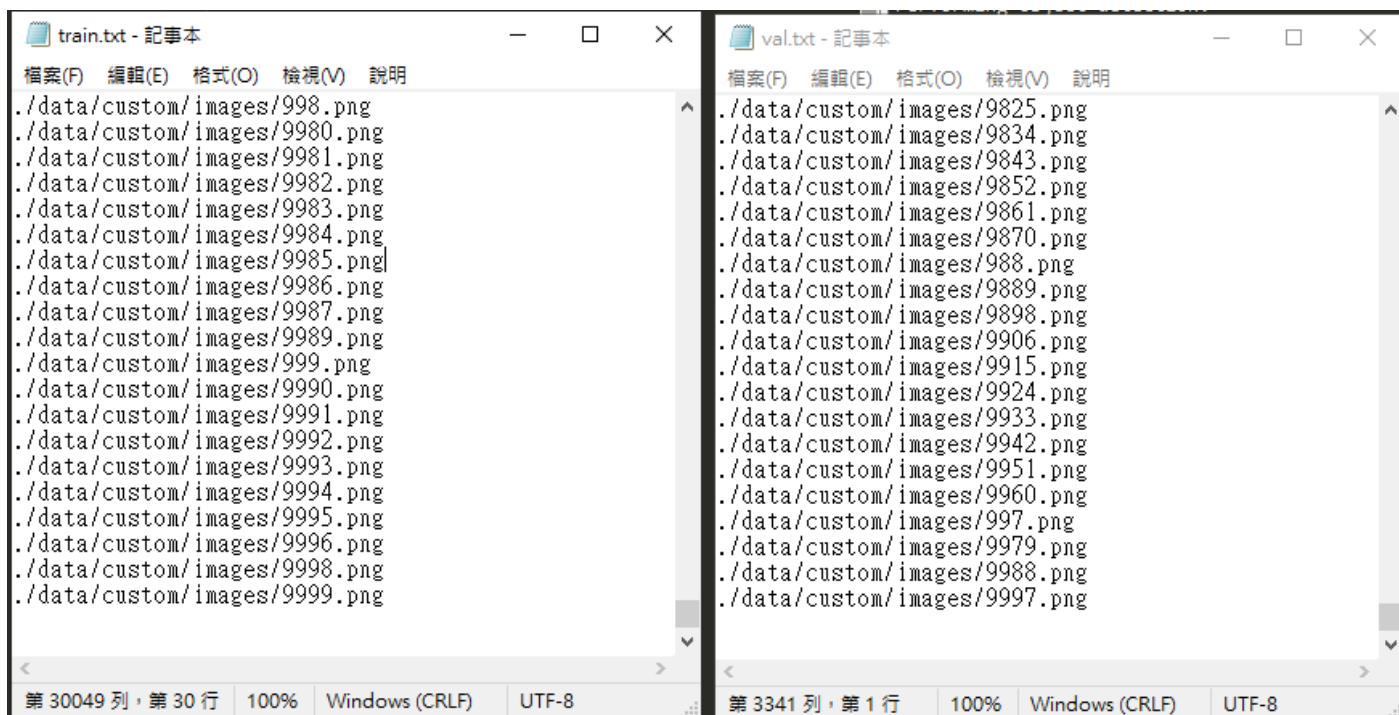 train.txt - 記事本
檔案(F) 編輯(E) 格式(O) 檢視(V) 說明
./data/custom/images/998.png
./data/custom/images/9980.png
./data/custom/images/9981.png
./data/custom/images/9982.png
./data/custom/images/9983.png
./data/custom/images/9984.png
./data/custom/images/9985.png
./data/custom/images/9986.png
./data/custom/images/9987.png
./data/custom/images/9989.png
./data/custom/images/999.png
./data/custom/images/9990.png
./data/custom/images/9991.png
./data/custom/images/9992.png
./data/custom/images/9993.png
./data/custom/images/9994.png
./data/custom/images/9995.png
./data/custom/images/9996.png
./data/custom/images/9998.png
./data/custom/images/9999.png
第 30049 列，第 30 行 100% Windows (CRLF) UTF-8
val.txt - 記事本
檔案(F) 編輯(E) 格式(O) 檢視(V) 說明
./data/custom/images/9825.png
./data/custom/images/9834.png
./data/custom/images/9843.png
./data/custom/images/9852.png
./data/custom/images/9861.png
./data/custom/images/9870.png
./data/custom/images/988.png
./data/custom/images/9889.png
./data/custom/images/9898.png
./data/custom/images/9906.png
./data/custom/images/9915.png
./data/custom/images/9924.png
./data/custom/images/9933.png
./data/custom/images/9942.png
./data/custom/images/9951.png
./data/custom/images/9960.png
./data/custom/images/997.png
./data/custom/images/9979.png
./data/custom/images/9988.png
./data/custom/images/9997.png
第 3341 列，第 1 行 100% Windows (CRLF) UTF-8